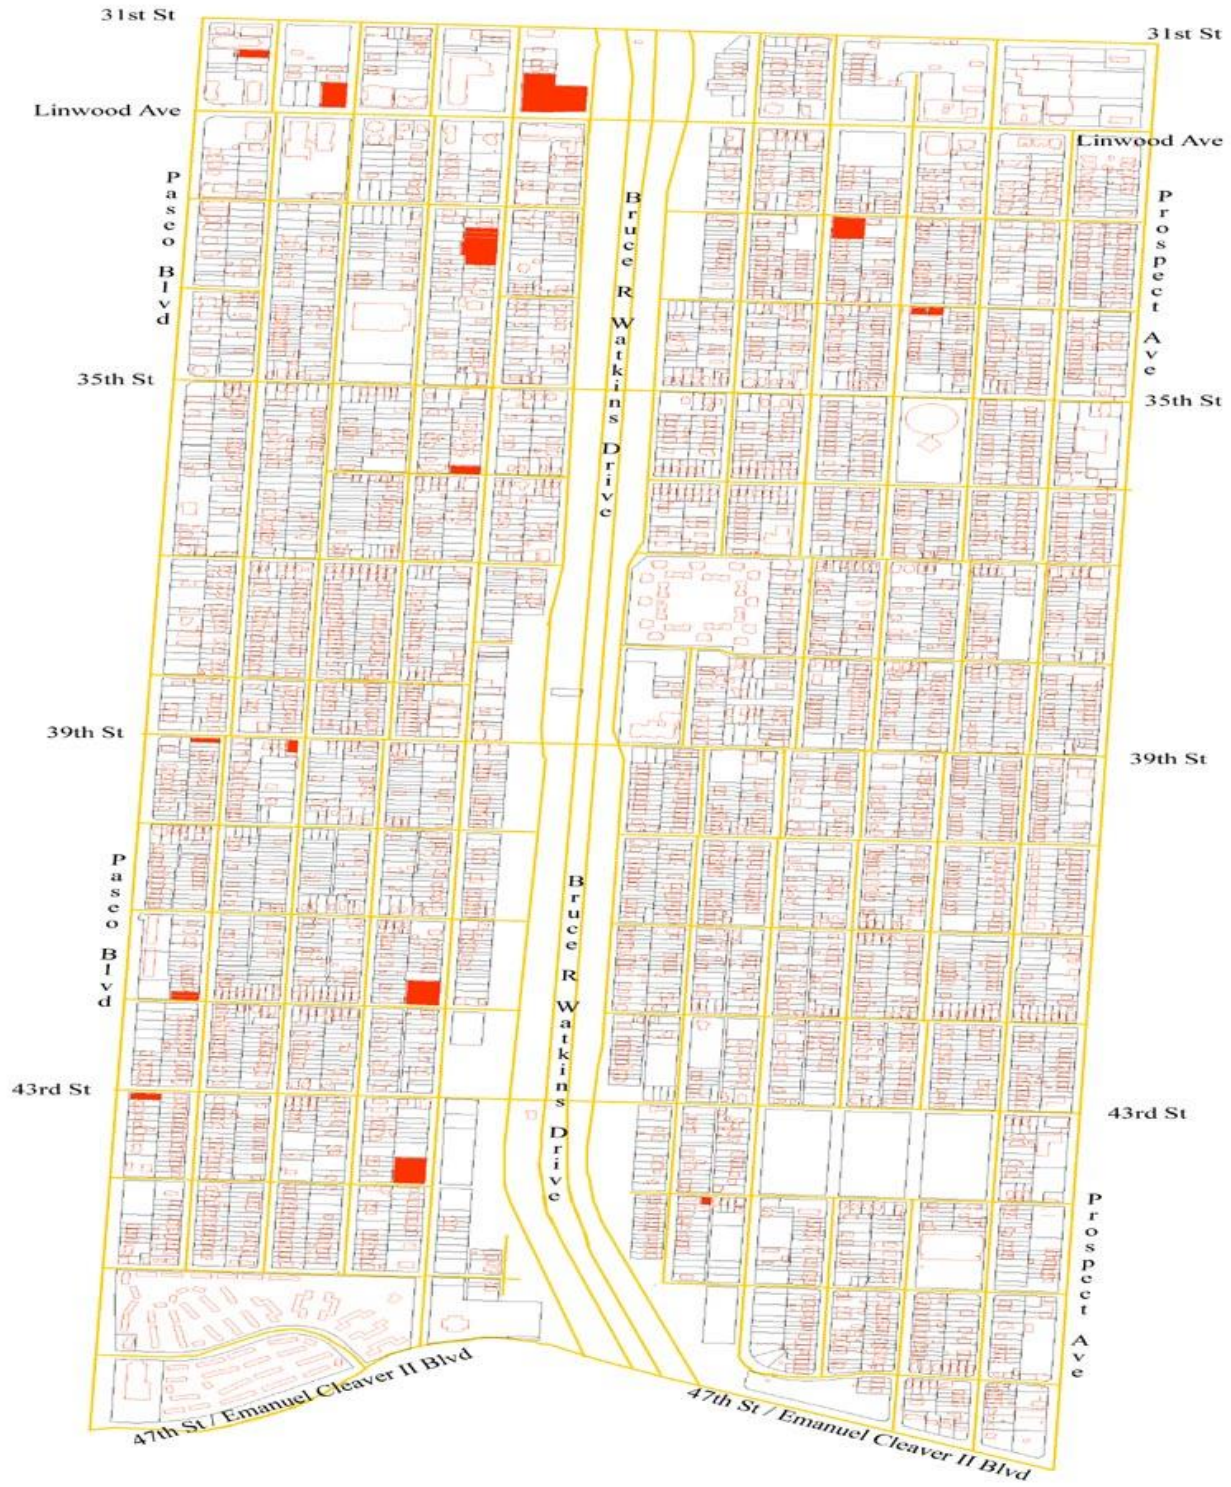 31st St
31st St
Linwood Ave
Linwood Ave
Paseo Blvd
Bruce R Watkins Drive
Prospect Ave
35th St
35th St
39th St
39th St
Paseo Blvd
Bruce R Watkins Drive
43rd St
43rd St
Prospect Ave
47th St / Emanuel Cleaver II Blvd
47th St / Emanuel Cleaver II Blvd